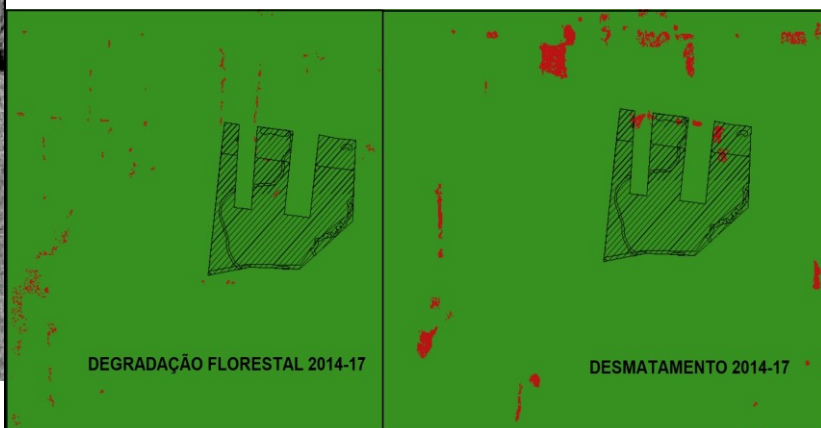 DEGRADAÇÃO FLORESTAL 2014-17
DESMATAMENTO 2014-17